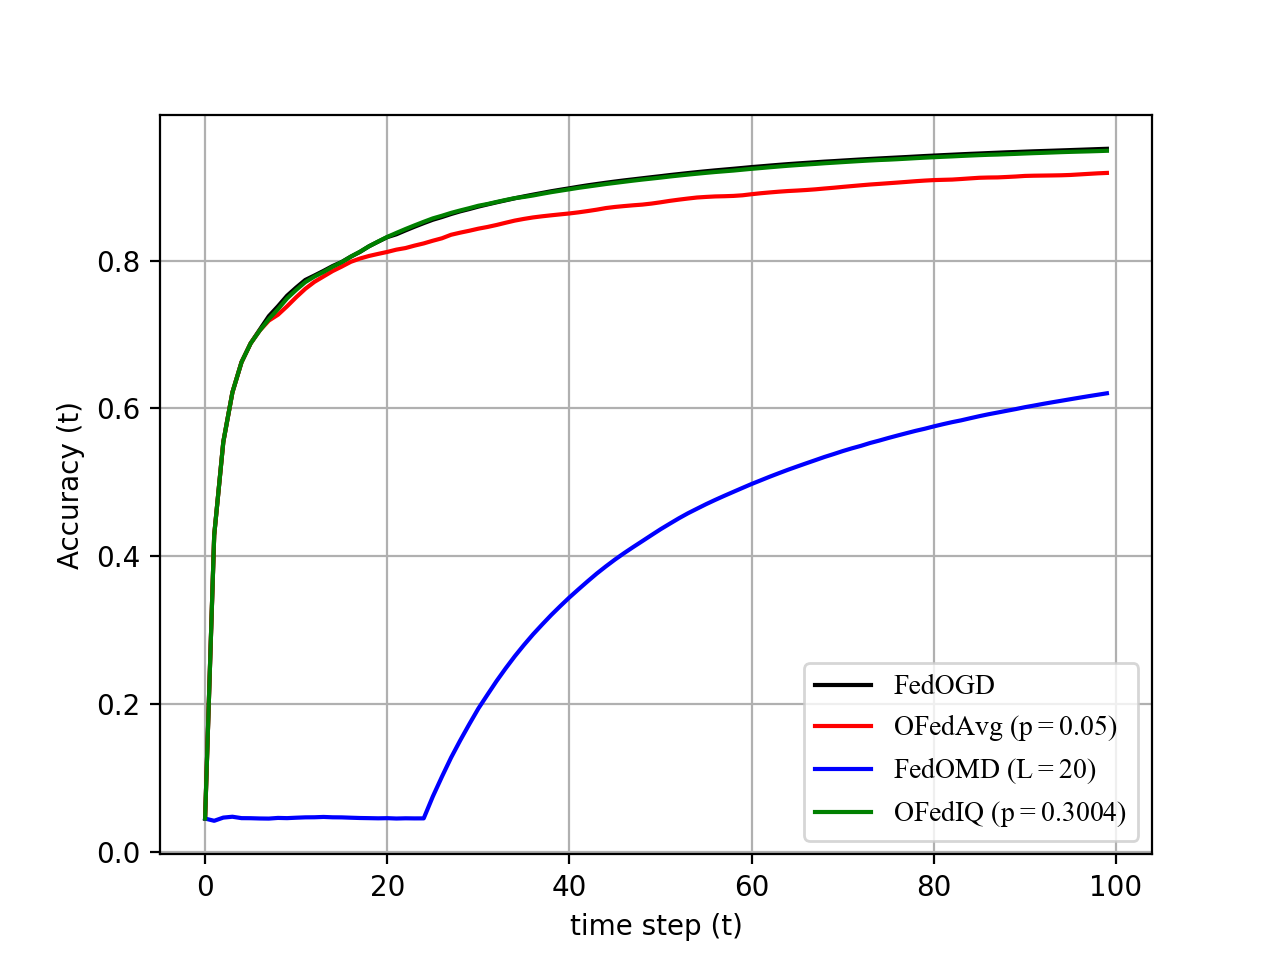 Accuracy (t)
0.8
0.6
0.4
0.2
0.0
FedOGD
OFedAvg (p = 0.05)
FedOMD (L = 20)
OFedIQ (p = 0.3004)
0 20 40 60 80 100
time step (t)